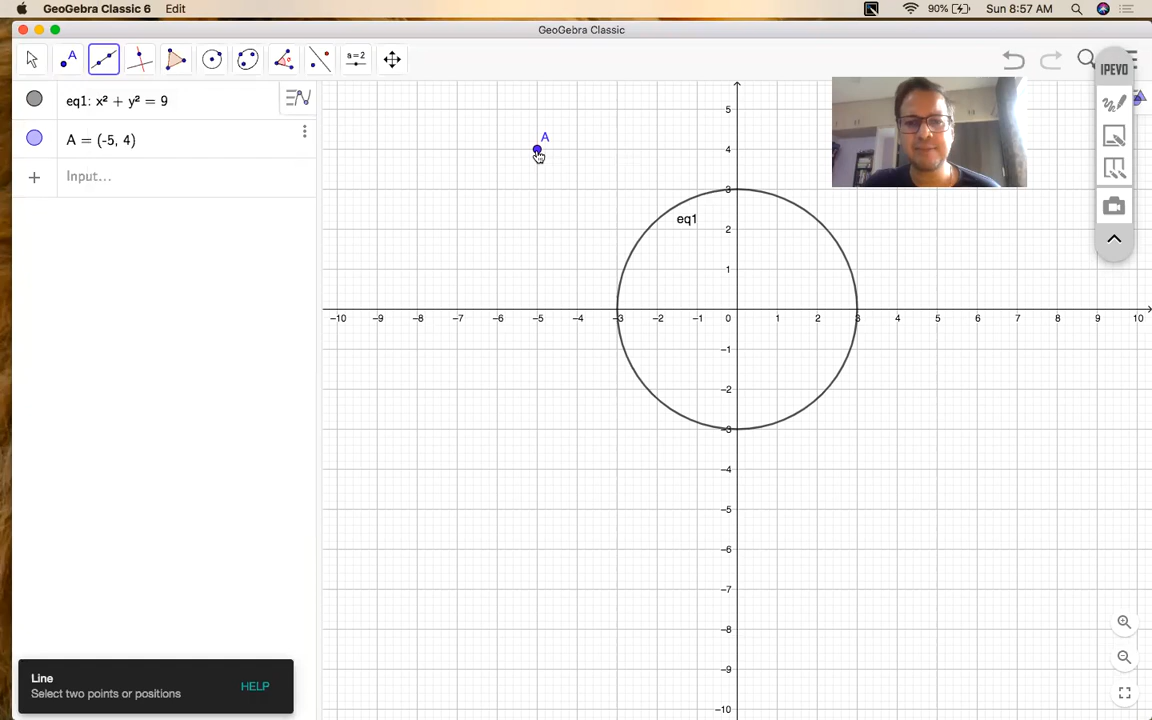 GeoGebra Classic 6 Edit 90% Sun 8:57 AM
GeoGebra Classic
A a=2 IPEVO
eq1: x² + y² = 9
A = (-5, 4)
Input...
A
eq1
5
4
3
2
1
−10 −9 −8 −7 −6 −5 −4 −3 −2 −1 0 1 2 3 4 5 6 7 8 9 10
−1
−2
−3
−4
−5
−6
−7
−8
−9
−10
Line
Select two points or positions
HELP